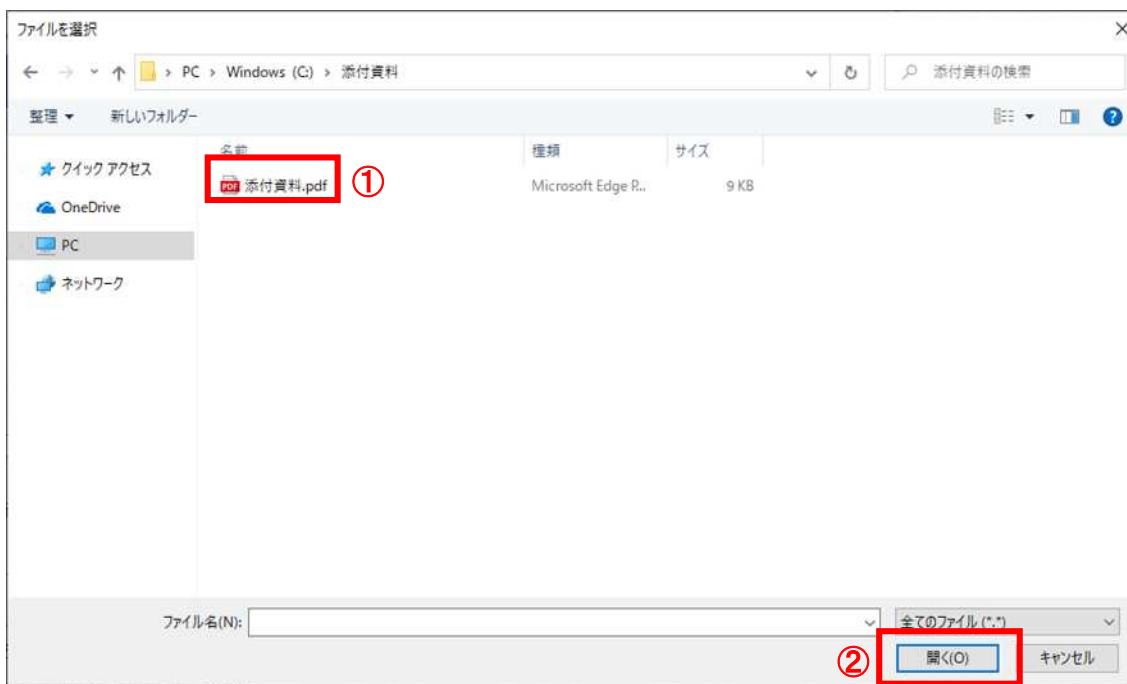 ファイルを選択
PC > Windows (C:) > 添付資料
添付資料の検索
整理
新しいフォルダー
名前 種類 サイズ
クイック アクセス
添付資料.pdf ① Microsoft Edge P... 9 KB
OneDrive
PC
ネットワーク
ファイル名(N):
全てのファイル (*.*)
② 開く(O) キャンセル